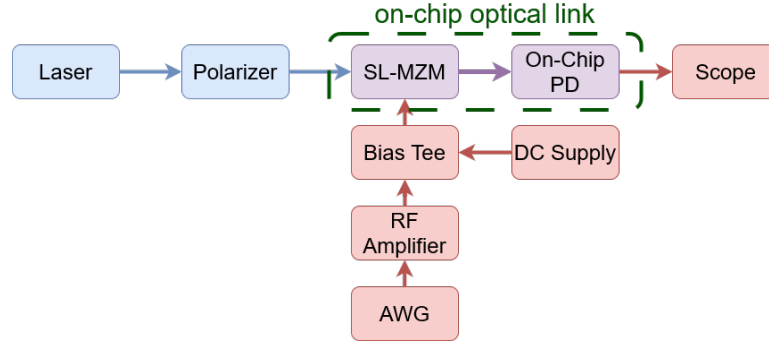 on-chip optical link
Laser
Polarizer
SL-MZM
On-Chip
PD
Scope
Bias Tee
DC Supply
RF
Amplifier
AWG